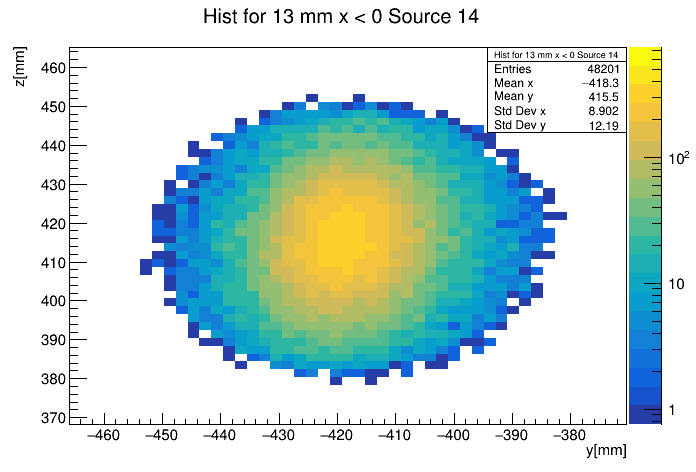 Hist for 13 mm x < 0 Source 14
z[mm]
Hist for 13 mm x < 0 Source 14
Entries 48201
Mean x −418.3
Mean y 415.5
Std Dev x 8.902
Std Dev y 12.19
460
450
440
430
420
410
400
390
380
370
−460 −450 −440 −430 −420 −410 −400 −390 −380
y[mm]
10²
10
1